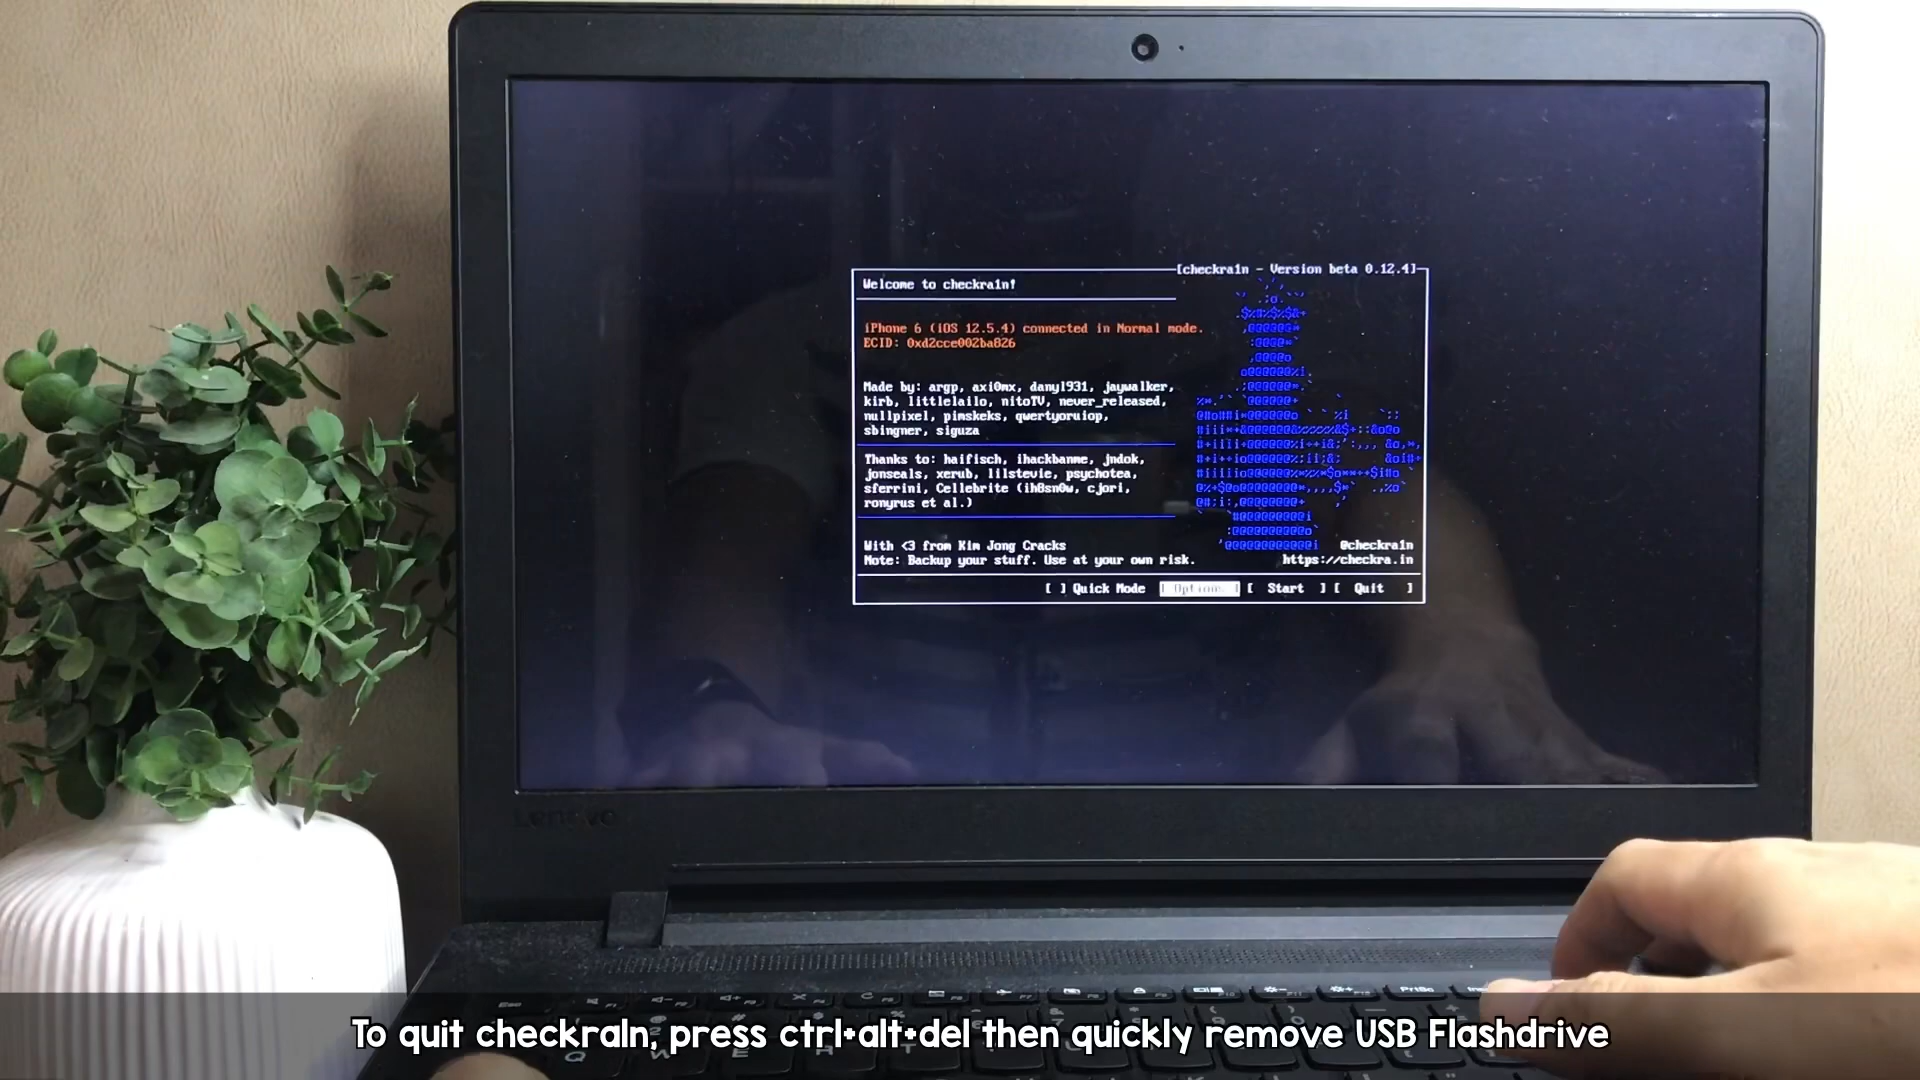 [checkra1n - Version beta 0.12.4]
Welcome to checkra1n!
iPhone 6 (iOS 12.5.4) connected in Normal mode.
ECID: 0xd2cce002ba826
Made by: argp, axi0mx, danyl931, jaywalker,
kirb, littlelailo, nitoTV, never_released,
nullpixel, pimskeks, qwertyoruiop,
sbingner, siguza
Thanks to: haifisch, ihackbanme, jndok,
jonseals, xerub, lilstevie, psychotea,
sferrini, Cellebrite (ih8sn0w, cjori,
ronyrus et al.)
With <3 from Kim Jong Cracks
@checkra1n
Note: Backup your stuff. Use at your own risk.
https://checkra.in
[ ] Quick Mode [ Options ] [ Start ] [ Quit ]
Lenovo
Esc
PrtSc
To quit checkra1n, press ctrl+alt+del then quickly remove USB Flashdrive